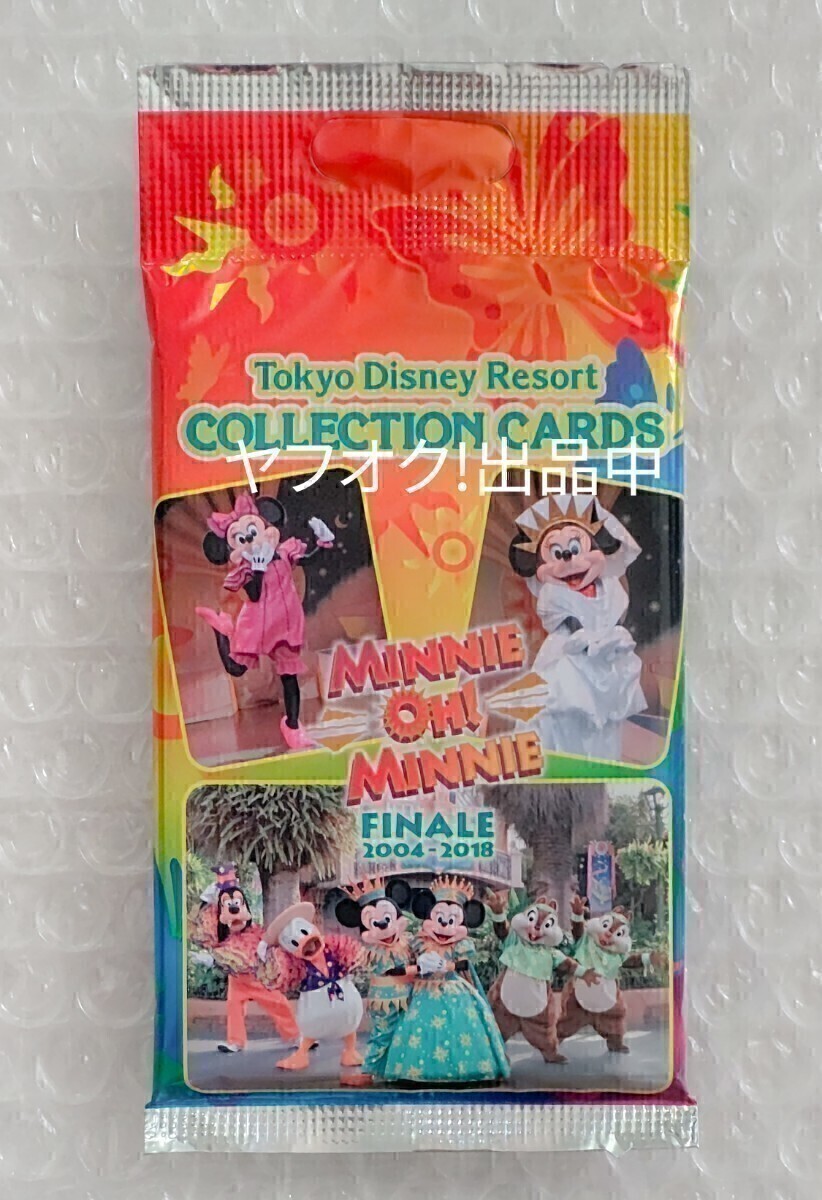 Tokyo Disney Resort
COLLECTION CARDS
ヤフオク!出品中
MINNIE
OH!
MINNIE
FINALE
2004-2018